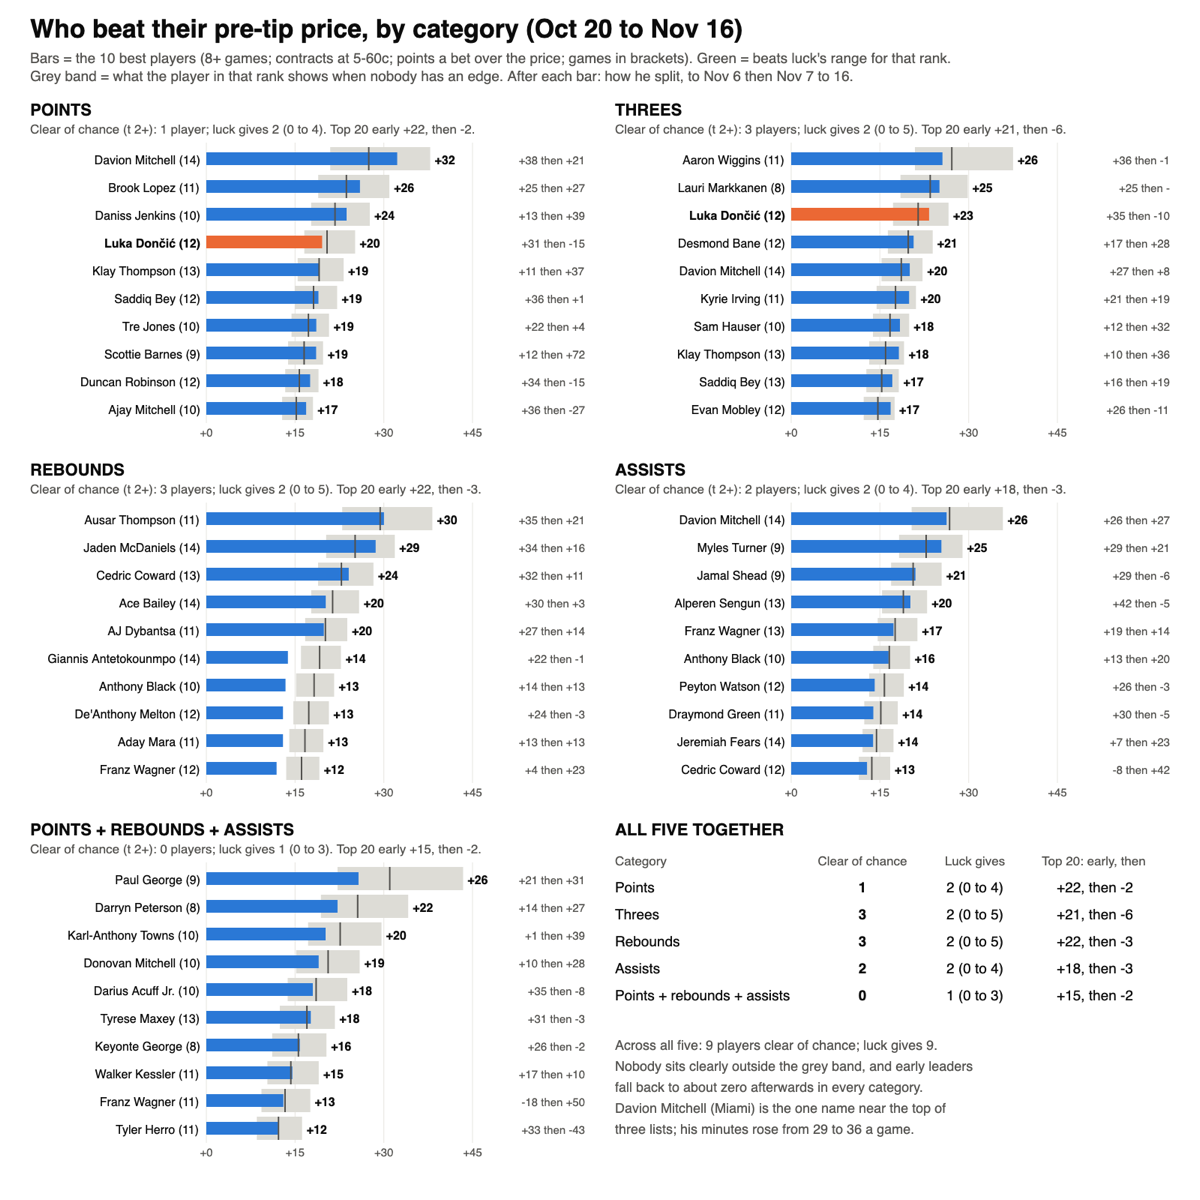 Who beat their pre-tip price, by category (Oct 20 to Nov 16)
Bars = the 10 best players (8+ games; contracts at 5-60c; points a bet over the price; games in brackets). Green = beats luck's range for that rank.
Grey band = what the player in that rank shows when nobody has an edge. After each bar: how he split, to Nov 6 then Nov 7 to 16.
POINTS
Clear of chance (t 2+): 1 player; luck gives 2 (0 to 4). Top 20 early +22, then -2.
Davion Mitchell (14) +32 +38 then +21
Brook Lopez (11) +26 +25 then +27
Daniss Jenkins (10) +24 +13 then +39
Luka Dončić (12) +20 +31 then -15
Klay Thompson (13) +19 +11 then +37
Saddiq Bey (12) +19 +36 then +1
Tre Jones (10) +19 +22 then +4
Scottie Barnes (9) +19 +12 then +72
Duncan Robinson (12) +18 +34 then -15
Ajay Mitchell (10) +17 +36 then -27
+0 +15 +30 +45
THREES
Clear of chance (t 2+): 3 players; luck gives 2 (0 to 5). Top 20 early +21, then -6.
Aaron Wiggins (11) +26 +36 then -1
Lauri Markkanen (8) +25 +25 then -
Luka Dončić (12) +23 +35 then -10
Desmond Bane (12) +21 +17 then +28
Davion Mitchell (14) +20 +27 then +8
Kyrie Irving (11) +20 +21 then +19
Sam Hauser (10) +18 +12 then +32
Klay Thompson (13) +18 +10 then +36
Saddiq Bey (13) +17 +16 then +19
Evan Mobley (12) +17 +26 then -11
+0 +15 +30 +45
REBOUNDS
Clear of chance (t 2+): 3 players; luck gives 2 (0 to 5). Top 20 early +22, then -3.
Ausar Thompson (11) +30 +35 then +21
Jaden McDaniels (14) +29 +34 then +16
Cedric Coward (13) +24 +32 then +11
Ace Bailey (14) +20 +30 then +3
AJ Dybantsa (11) +20 +27 then +14
Giannis Antetokounmpo (14) +14 +22 then -1
Anthony Black (10) +13 +14 then +13
De'Anthony Melton (12) +13 +24 then -3
Aday Mara (11) +13 +13 then +13
Franz Wagner (12) +12 +4 then +23
+0 +15 +30 +45
ASSISTS
Clear of chance (t 2+): 2 players; luck gives 2 (0 to 4). Top 20 early +18, then -3.
Davion Mitchell (14) +26 +26 then +27
Myles Turner (9) +25 +29 then +21
Jamal Shead (9) +21 +29 then -6
Alperen Sengun (13) +20 +42 then -5
Franz Wagner (13) +17 +19 then +14
Anthony Black (10) +16 +13 then +20
Peyton Watson (12) +14 +26 then -3
Draymond Green (11) +14 +30 then -5
Jeremiah Fears (14) +14 +7 then +23
Cedric Coward (12) +13 -8 then +42
+0 +15 +30 +45
POINTS + REBOUNDS + ASSISTS
Clear of chance (t 2+): 0 players; luck gives 1 (0 to 3). Top 20 early +15, then -2.
Paul George (9) +26 +21 then +31
Darryn Peterson (8) +22 +14 then +27
Karl-Anthony Towns (10) +20 +1 then +39
Donovan Mitchell (10) +19 +10 then +28
Darius Acuff Jr. (10) +18 +35 then -8
Tyrese Maxey (13) +18 +31 then -3
Keyonte George (8) +16 +26 then -2
Walker Kessler (11) +15 +17 then +10
Franz Wagner (11) +13 -18 then +50
Tyler Herro (11) +12 +33 then -43
+0 +15 +30 +45
ALL FIVE TOGETHER
Category Clear of chance Luck gives Top 20: early, then
Points 1 2 (0 to 4) +22, then -2
Threes 3 2 (0 to 5) +21, then -6
Rebounds 3 2 (0 to 5) +22, then -3
Assists 2 2 (0 to 4) +18, then -3
Points + rebounds + assists 0 1 (0 to 3) +15, then -2
Across all five: 9 players clear of chance; luck gives 9.
Nobody sits clearly outside the grey band, and early leaders
fall back to about zero afterwards in every category.
Davion Mitchell (Miami) is the one name near the top of
three lists; his minutes rose from 29 to 36 a game.